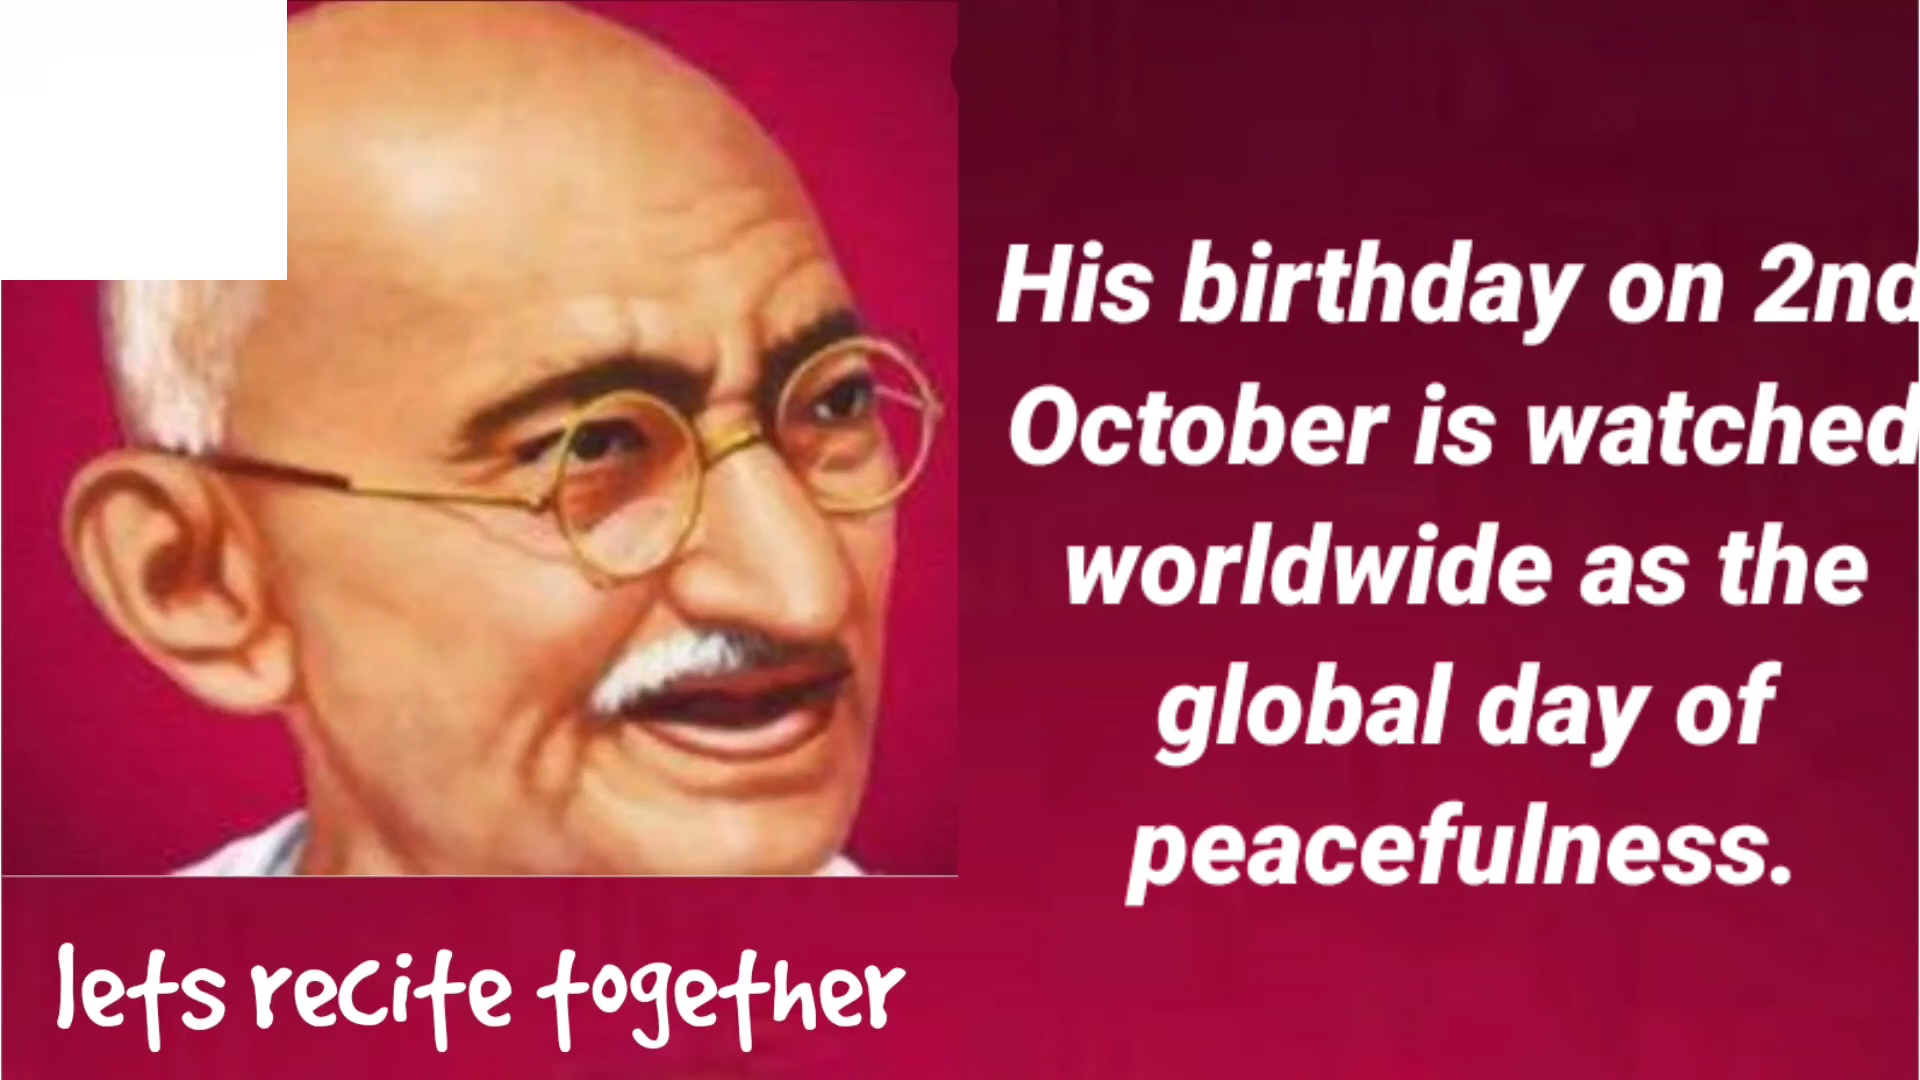 His birthday on 2nd
October is watched
worldwide as the
global day of
peacefulness.
lets recite together